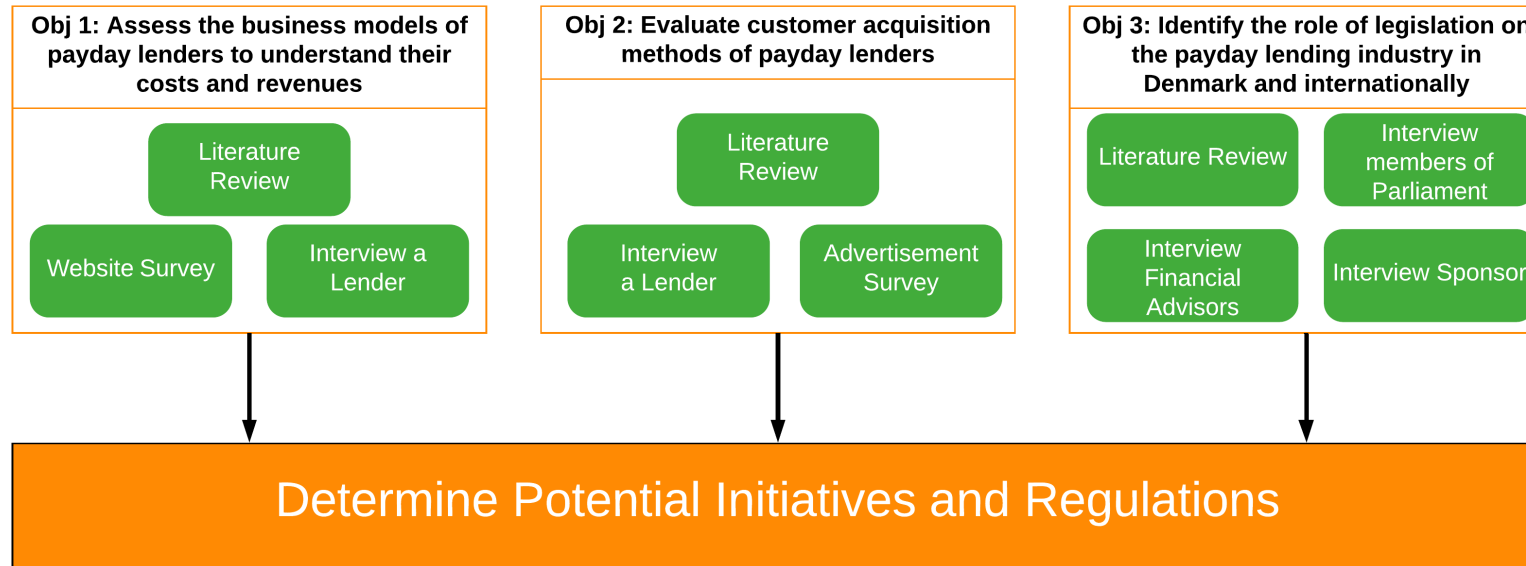 Obj 1: Assess the business models of
payday lenders to understand their
costs and revenues
Literature
Review
Website Survey
Interview a
Lender
Obj 2: Evaluate customer acquisition
methods of payday lenders
Literature
Review
Interview
a Lender
Advertisement
Survey
Obj 3: Identify the role of legislation on
the payday lending industry in
Denmark and internationally
Literature Review
Interview
members of
Parliament
Interview
Financial
Advisors
Interview Sponsor
Determine Potential Initiatives and Regulations